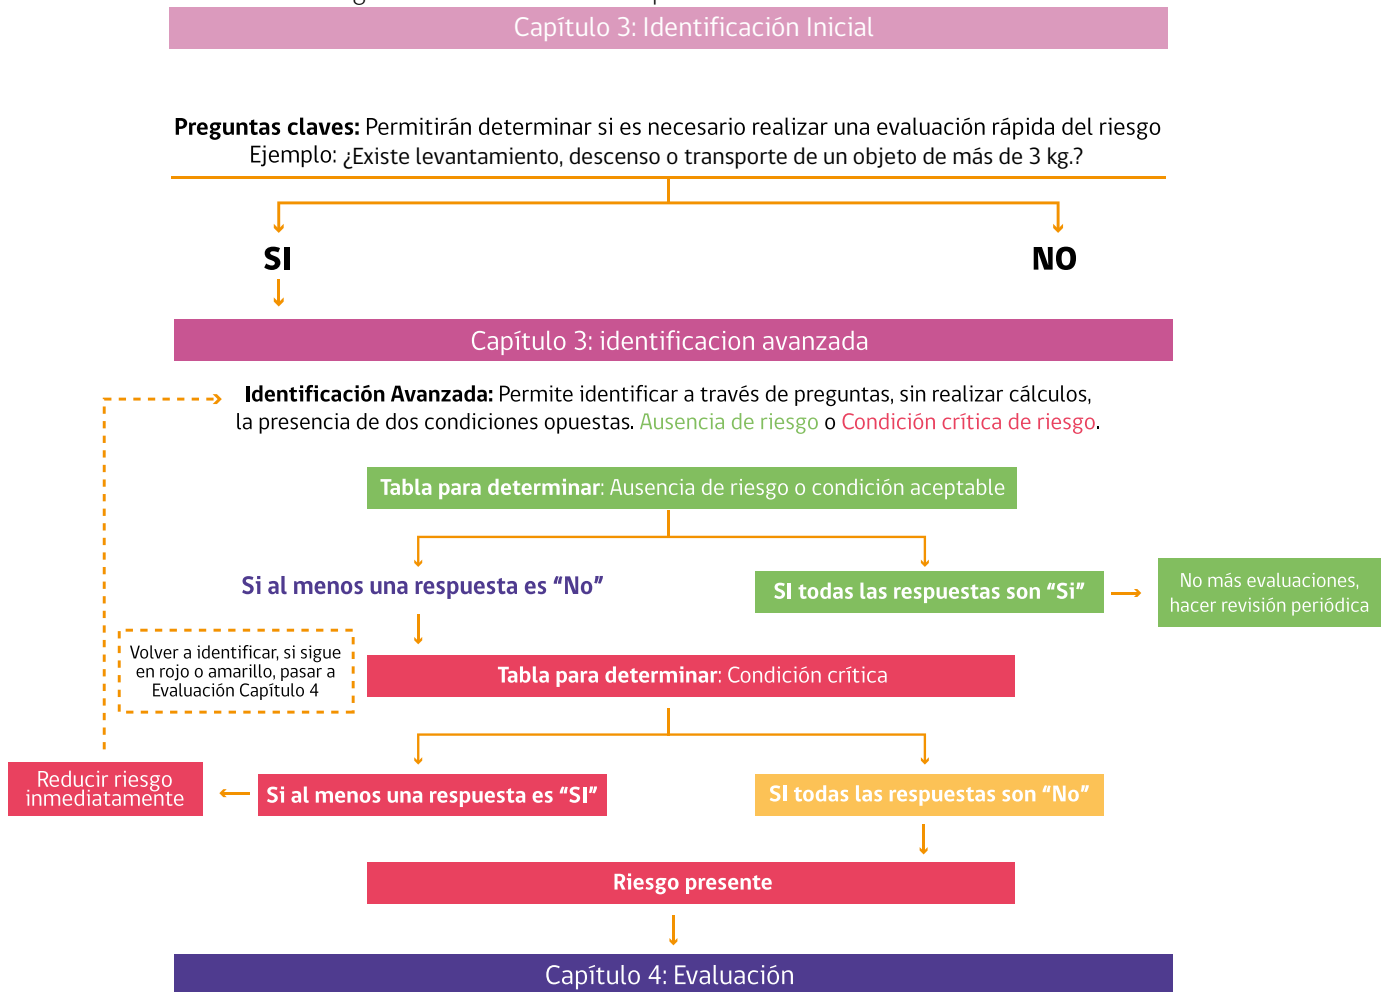 Capítulo 3: Identificación Inicial
Preguntas claves: Permitirán determinar si es necesario realizar una evaluación rápida del riesgo
Ejemplo: ¿Existe levantamiento, descenso o transporte de un objeto de más de 3 kg.?
SI
NO
Capítulo 3: identificacion avanzada
Identificación Avanzada: Permite identificar a través de preguntas, sin realizar cálculos,
la presencia de dos condiciones opuestas. Ausencia de riesgo o Condición crítica de riesgo.
Tabla para determinar: Ausencia de riesgo o condición aceptable
Si al menos una respuesta es “No”
SI todas las respuestas son “Si”
No más evaluaciones,
hacer revisión periódica
Volver a identificar, si sigue
en rojo o amarillo, pasar a
Evaluación Capítulo 4
Tabla para determinar: Condición crítica
Reducir riesgo
inmediatamente
Si al menos una respuesta es “SI”
SI todas las respuestas son “No”
Riesgo presente
Capítulo 4: Evaluación